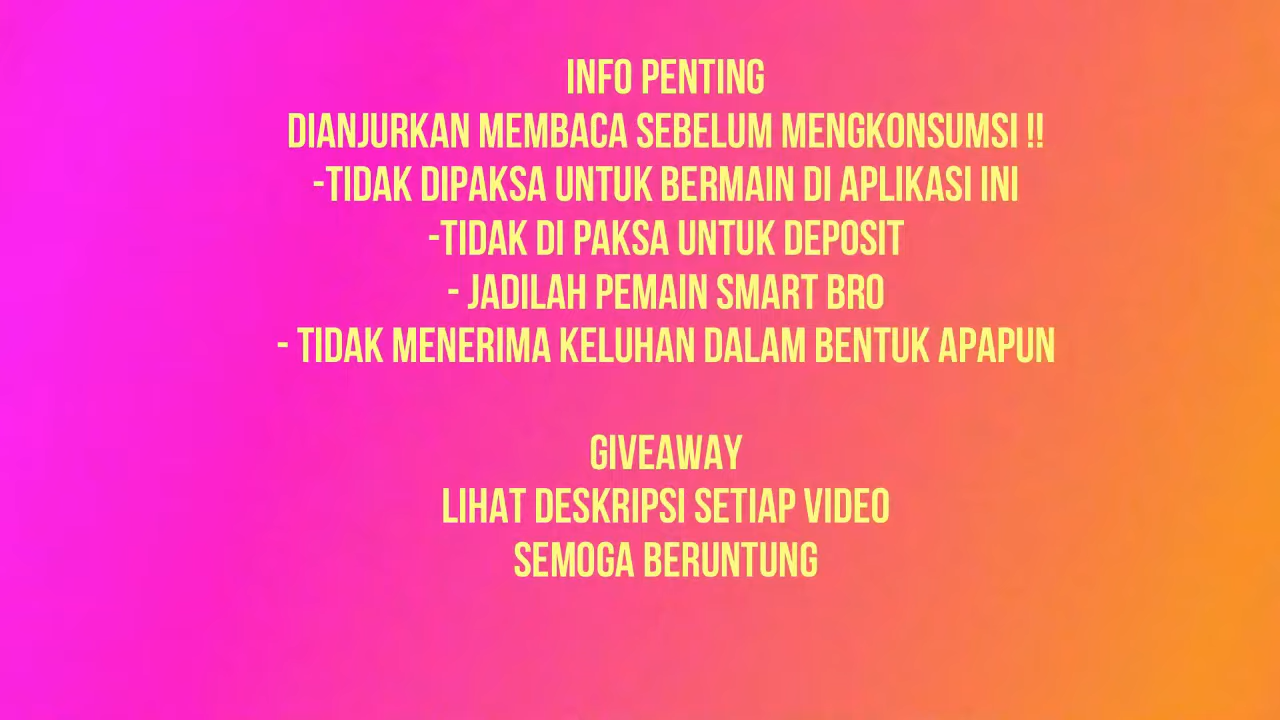 INFO PENTING
DIANJURKAN MEMBACA SEBELUM MENGKONSUMSI !!
-TIDAK DIPAKSA UNTUK BERMAIN DI APLIKASI INI
-TIDAK DI PAKSA UNTUK DEPOSIT
- JADILAH PEMAIN SMART BRO
- TIDAK MENERIMA KELUHAN DALAM BENTUK APAPUN
GIVEAWAY
LIHAT DESKRIPSI SETIAP VIDEO
SEMOGA BERUNTUNG